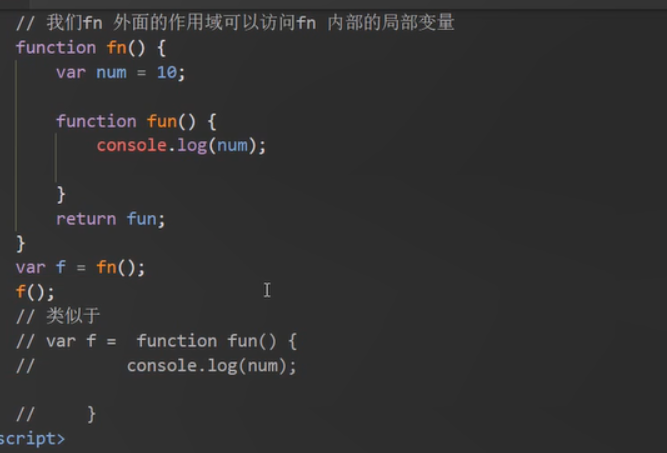 // 我们fn 外面的作用域可以访问fn 内部的局部变量
function fn() {
    var num = 10;
    function fun() {
        console.log(num);
    }
    return fun;
}
var f = fn();
f();
// 类似于
// var f =  function fun() {
//         console.log(num);
//     }
script>